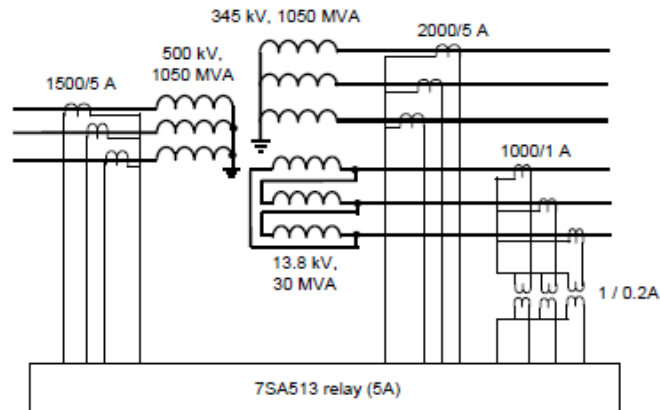 345 kV, 1050 MVA
2000/5 A
500 kV,
1050 MVA
1500/5 A
1000/1 A
13.8 kV,
30 MVA
1 / 0.2A
7SA513 relay (5A)